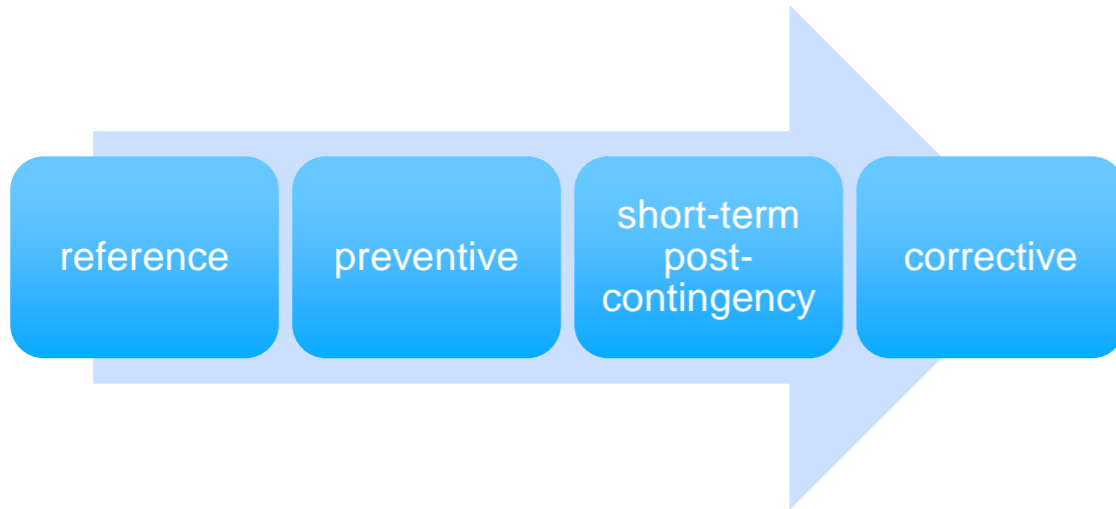 reference
preventive
short-term
post-
contingency
corrective